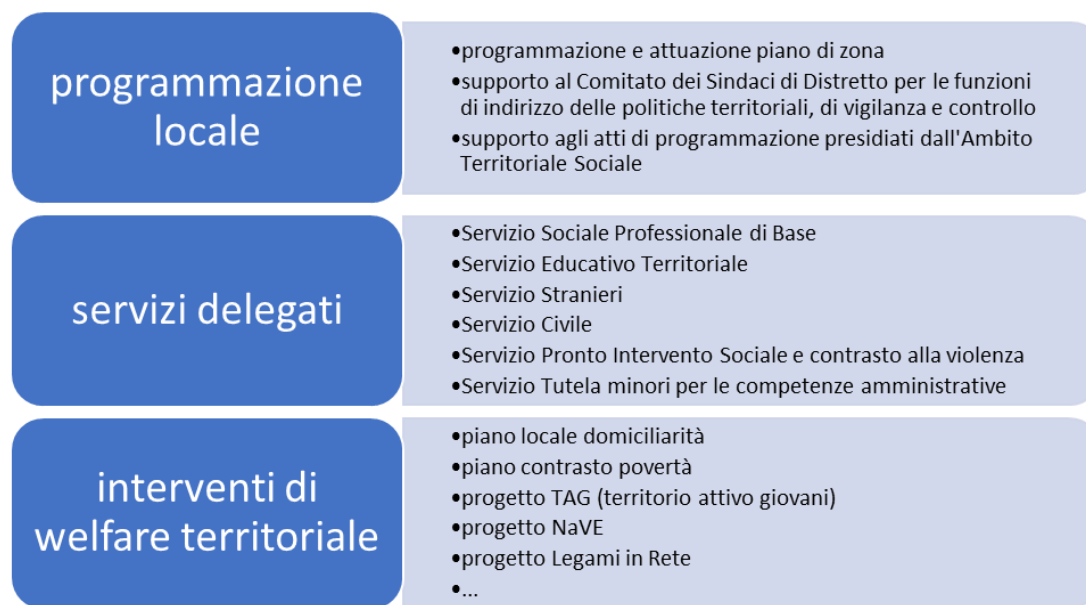 programmazione
locale
•programmazione e attuazione piano di zona
•supporto al Comitato dei Sindaci di Distretto per le funzioni
di indirizzo delle politiche territoriali, di vigilanza e controllo
•supporto agli atti di programmazione presidiati dall'Ambito
Territoriale Sociale
servizi delegati
•Servizio Sociale Professionale di Base
•Servizio Educativo Territoriale
•Servizio Stranieri
•Servizio Civile
•Servizio Pronto Intervento Sociale e contrasto alla violenza
•Servizio Tutela minori per le competenze amministrative
interventi di
welfare territoriale
•piano locale domiciliarità
•piano contrasto povertà
•progetto TAG (territorio attivo giovani)
•progetto NaVE
•progetto Legami in Rete
•...